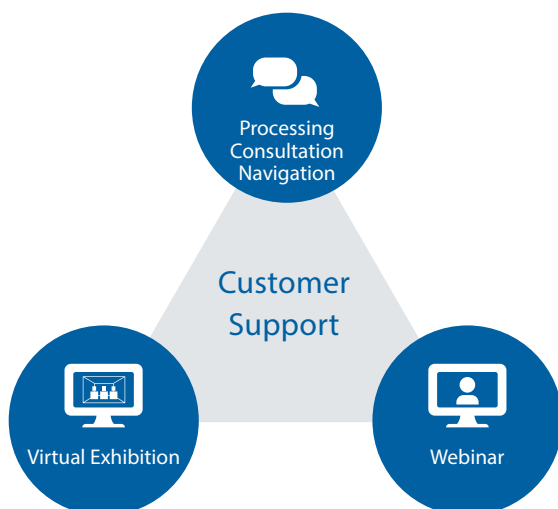 Processing
Consultation
Navigation
Customer
Support
Virtual Exhibition
Webinar